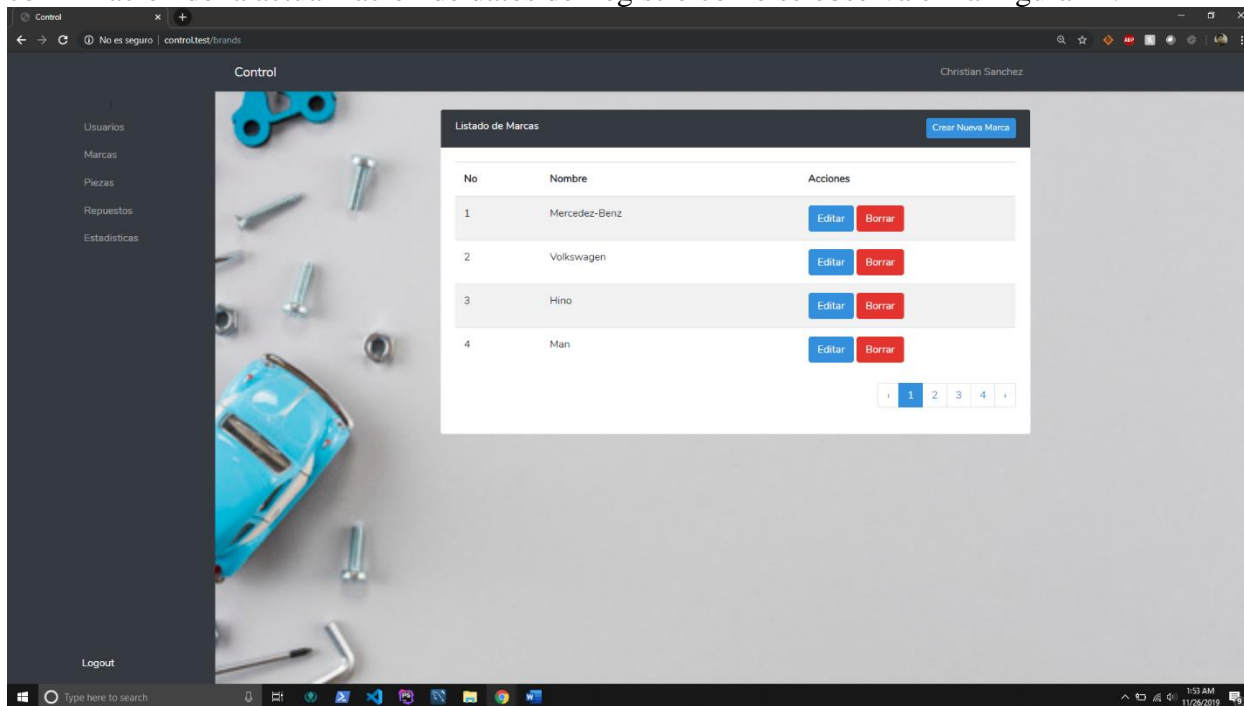 Control
No es seguro | control.test/brands
ABP
Control
Christian Sanchez
Usuarios
Marcas
Piezas
Repuestos
Estadisticas
Logout
Listado de Marcas
Crear Nueva Marca
No Nombre Acciones
1 Mercedez-Benz Editar Borrar
2 Volkswagen Editar Borrar
3 Hino Editar Borrar
4 Man Editar Borrar
‹ 1 2 3 4 ›
Type here to search
1:53 AM
11/26/2019